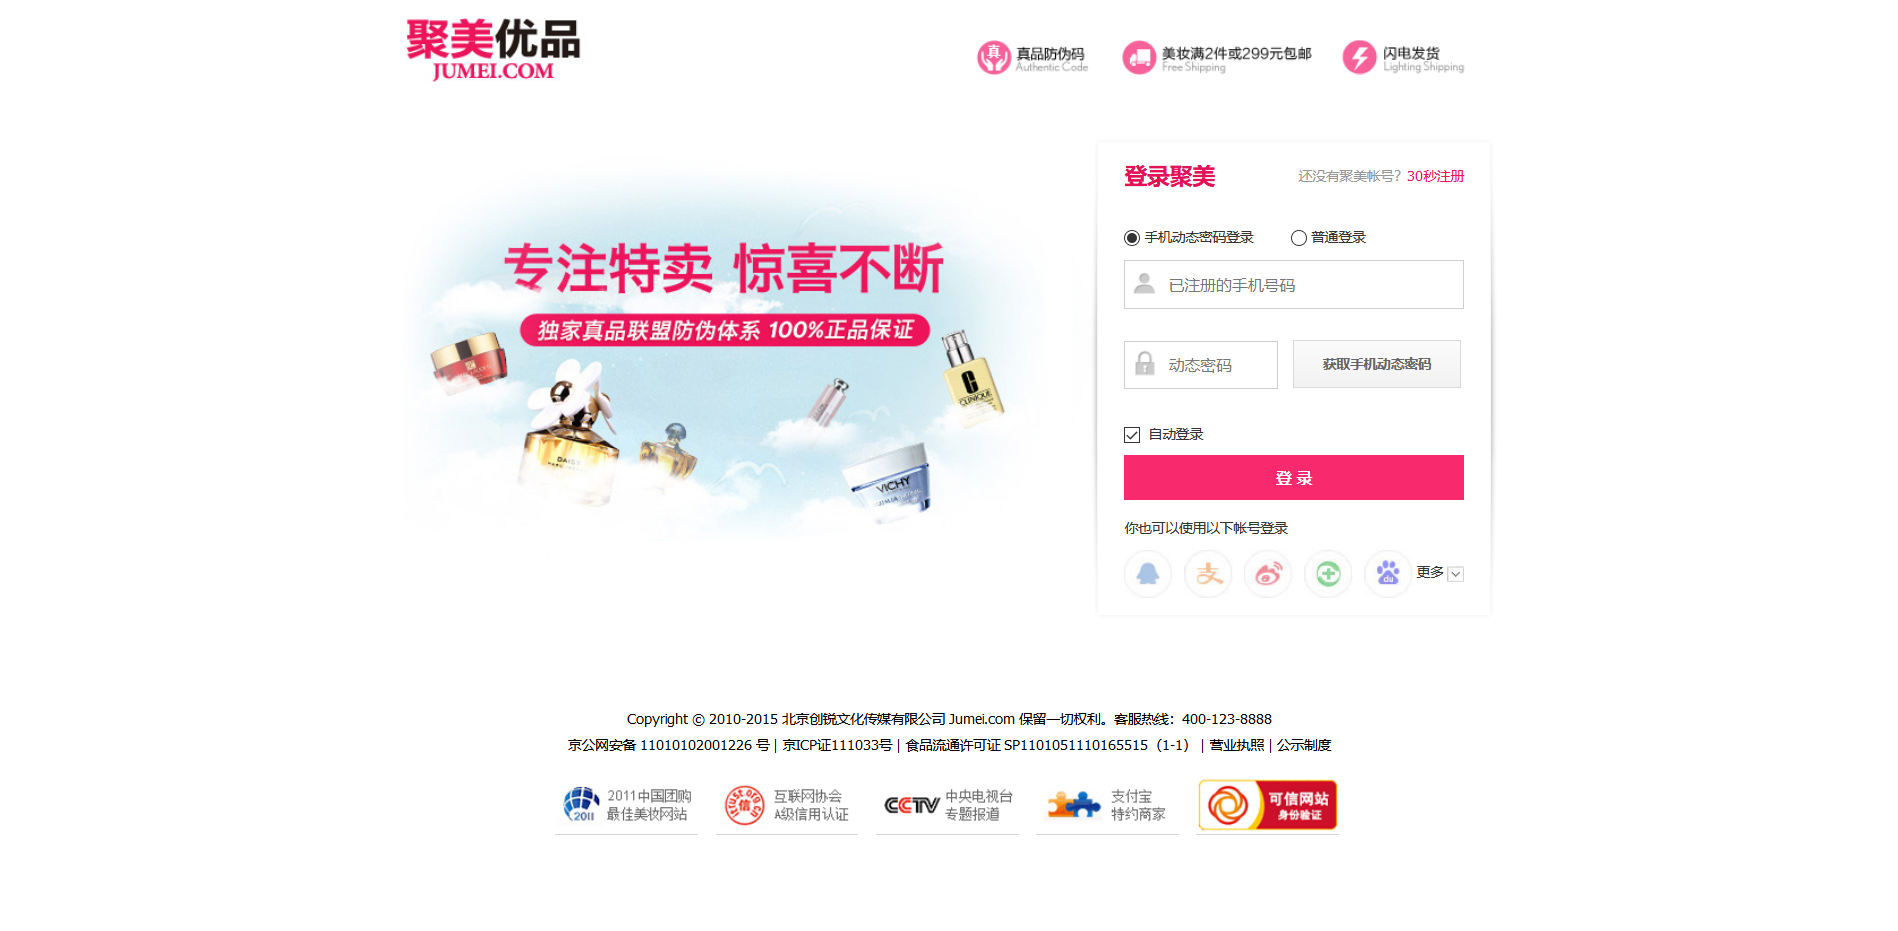 聚美优品
JUMEI.COM
真
真品防伪码
Authentic Code
美妆满2件或299元包邮
Free Shipping
闪电发货
Lighting Shipping
专注特卖 惊喜不断
独家真品联盟防伪体系 100%正品保证
DAISY
CLINIQUE
VICHY
登录聚美
还没有聚美帐号? 30秒注册
手机动态密码登录
普通登录
已注册的手机号码
动态密码
获取手机动态密码
自动登录
登 录
你也可以使用以下帐号登录
支
du
更多
Copyright © 2010-2015 北京创锐文化传媒有限公司 Jumei.com 保留一切权利。客服热线：400-123-8888
京公网安备 11010102001226 号 | 京ICP证111033号 | 食品流通许可证 SP1101051110165515（1-1） | 营业执照 | 公示制度
2011
2011中国团购
最佳美妆网站
itrust.org.cn
信
互联网协会
A级信用认证
CCTV
中央电视台
专题报道
支付宝
特约商家
可信网站
身份验证